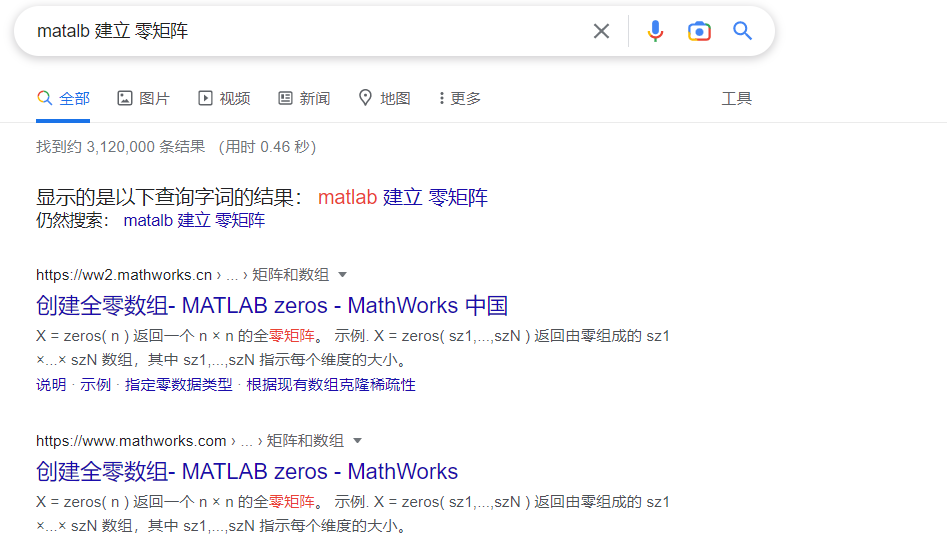 matalb 建立 零矩阵
全部 图片 视频 新闻 地图 更多 工具
找到约 3,120,000 条结果 （用时 0.46 秒）
显示的是以下查询字词的结果： matlab 建立 零矩阵
仍然搜索： matalb 建立 零矩阵
https://ww2.mathworks.cn › ... › 矩阵和数组
创建全零数组- MATLAB zeros - MathWorks 中国
X = zeros( n ) 返回一个 n × n 的全零矩阵。 示例. X = zeros( sz1,...,szN ) 返回由零组成的 sz1
×...× szN 数组，其中 sz1,...,szN 指示每个维度的大小。
说明 · 示例 · 指定零数据类型 · 根据现有数组克隆稀疏性
https://www.mathworks.com › ... › 矩阵和数组
创建全零数组- MATLAB zeros - MathWorks
X = zeros( n ) 返回一个 n × n 的全零矩阵。 示例. X = zeros( sz1,...,szN ) 返回由零组成的 sz1
×...× szN 数组，其中 sz1,...,szN 指示每个维度的大小。